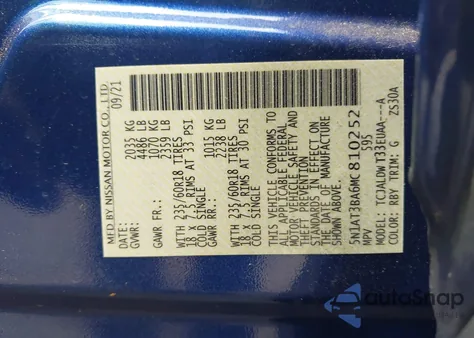 MFD BY NISSAN MOTOR CO., LTD.
DATE: 09/21
GVWR: 2035 KG
4486 LB
GAWR FR: 1070 KG
2359 LB
WITH 235/60R18 TIRES
18 X 7.5 RIMS AT 33 PSI
COLD SINGLE
GAWR RR: 1015 KG
2238 LB
WITH 235/60R18 TIRES
18 X 7.5 RIMS AT 30 PSI
COLD SINGLE
THIS VEHICLE CONFORMS TO
ALL APPLICABLE FEDERAL
MOTOR VEHICLE SAFETY AND
THEFT PREVENTION
STANDARDS IN EFFECT ON
THE DATE OF MANUFACTURE
SHOWN ABOVE.
5N1AT3BA6MC810252
MPV S95
MODEL: TCJALDWT33EUAA---A
COLOR: RBY TRIM: G ZS30A
autoSnap